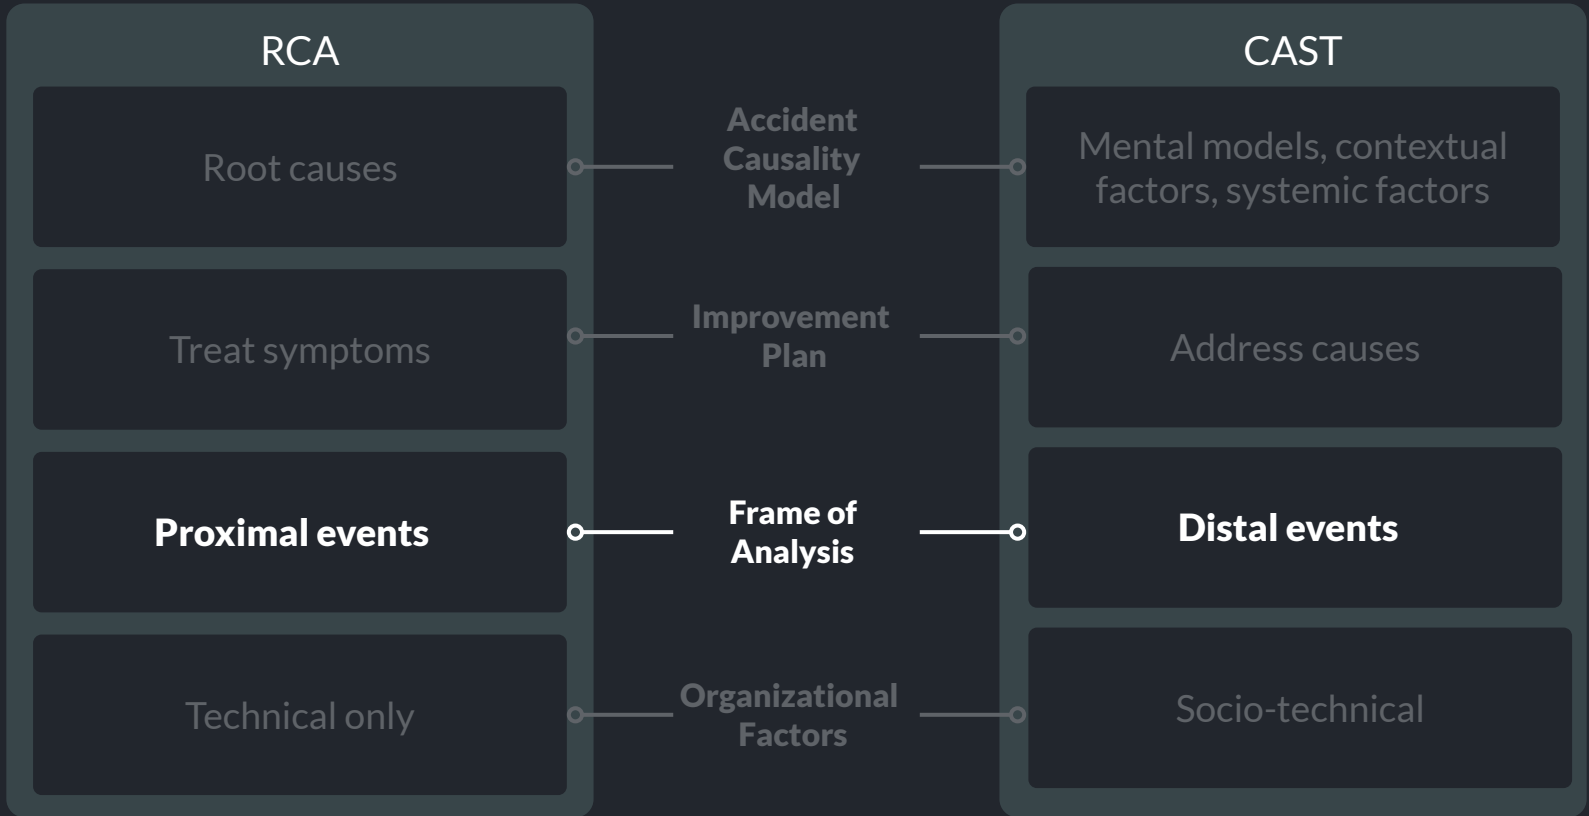 RCA
CAST
Root causes
Accident
Causality
Model
Mental models, contextual
factors, systemic factors
Treat symptoms
Improvement
Plan
Address causes
Proximal events
Frame of
Analysis
Distal events
Technical only
Organizational
Factors
Socio-technical